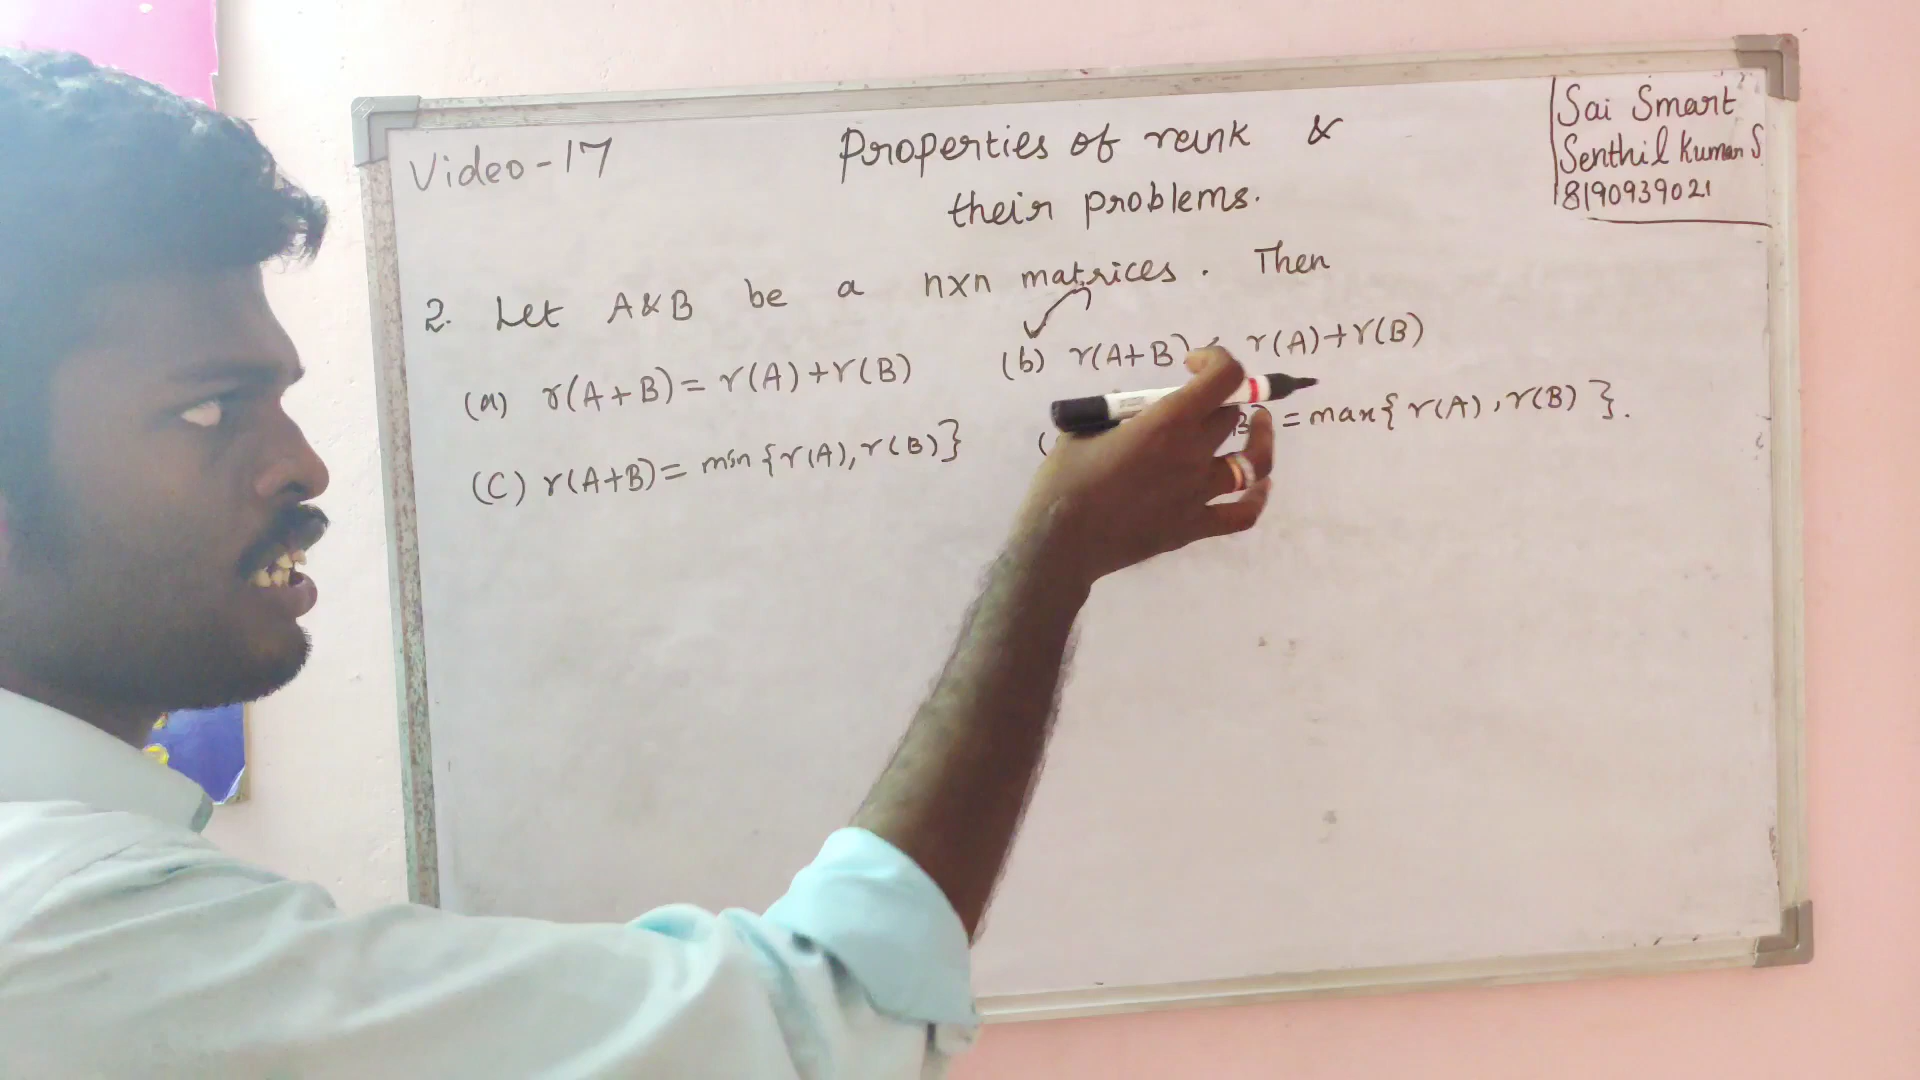 Video-17
Properties of rank &
their problems.
Sai Smart
Senthil Kumar S
8190939021
2. Let A&B be a nxn matrices. Then
(a) r(A+B)= r(A)+r(B)
(b) r(A+B) r(A)+r(B)
(C) r(A+B)= min{r(A), r(B)}
( B) = max{r(A), r(B)}.